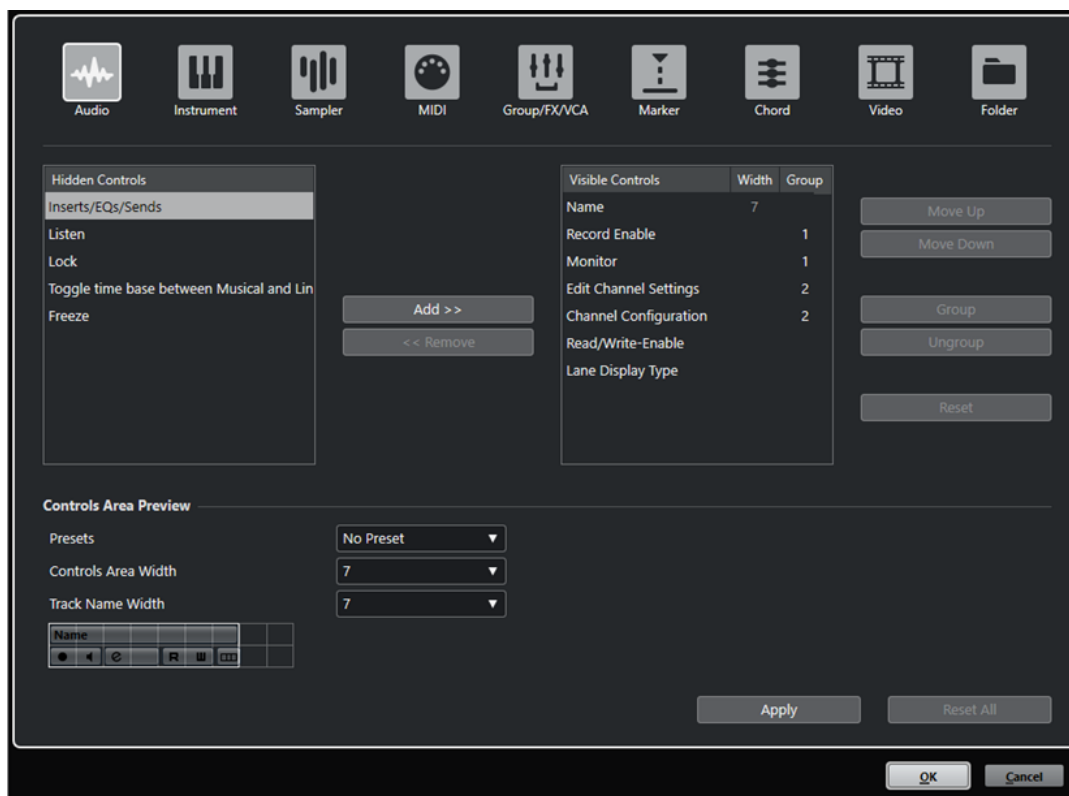 Audio Instrument Sampler MIDI Group/FX/VCA Marker Chord Video Folder
Hidden Controls
Inserts/EQs/Sends
Listen
Lock
Toggle time base between Musical and Lin
Freeze
Add >>
<< Remove
Visible Controls Width Group
Name 7
Record Enable 1
Monitor 1
Edit Channel Settings 2
Channel Configuration 2
Read/Write-Enable
Lane Display Type
Move Up
Move Down
Group
Ungroup
Reset
Controls Area Preview
Presets No Preset
Controls Area Width 7
Track Name Width 7
Name
e R W
Apply Reset All
OK Cancel